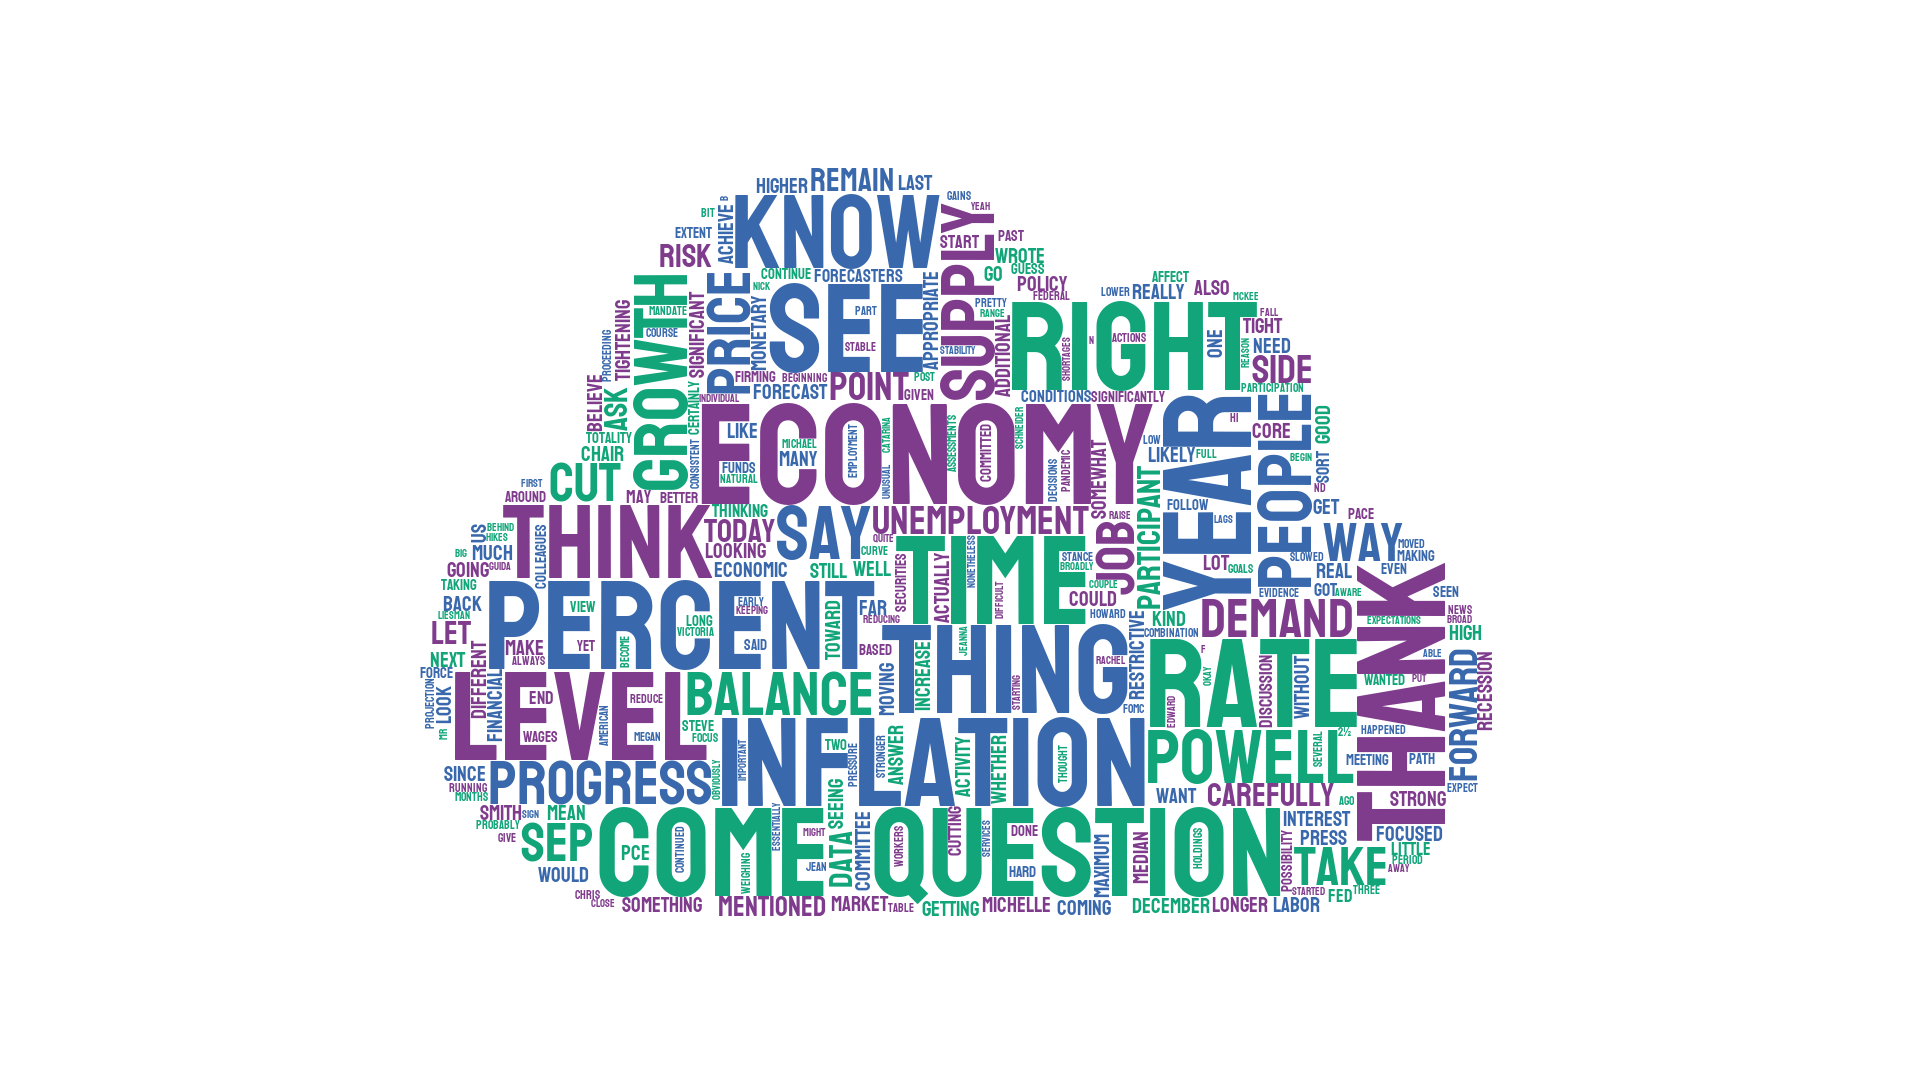 REMAIN
HIGHER
LAST
KNOW
GAINS
YEAH
BIT
B
ACHIEVE
EXTENT
RISK
SUPPLY
START
PAST
WROTE
GO
GUESS
CONTINUE
FORECASTERS
NICK
POLICY
FEDERAL
AFFECT
LOWER
REALLY
ALSO
MCKEE
GROWTH
MANDATE
COURSE
PRICE
SIGNIFICANT
MONETARY
SEE
PART
STABLE
APPROPRIATE
PRETTY
RANGE
STABILITY
ADDITIONAL
RIGHT
SHORTAGES
N
ACTIONS
ONE
FALL
TIGHT
NEED
REASON
SIDE
PARTICIPATION
TIGHTENING
PROCEEDING
BELIEVE
ASK
FIRMING
BEGINNING
FORECAST
POINT
GIVEN
POST
INDIVIDUAL
CERTAINLY
CONDITIONS
SIGNIFICANTLY
TOTALITY
CHAIR
CUT
CONSISTENT
ECONOMY
LIKE
MICHAEL
MANY
FUNDS
NATURAL
EMPLOYMENT
CATARINA
UNUSUAL
ASSESSMENTS
COMMITTED
SCHNEIDER
DECISIONS
PANDEMIC
SOMEWHAT
LOW
LIKELY
FULL
YEAR
HI
CORE
PEOPLE
GOOD
BEGIN
SORT
ND
FIRST
AROUND
MAY
BETTER
THINKING
THINK
TODAY
LOOKING
ECONOMIC
SAY
UNEMPLOYMENT
RAISE
QUITE
CURVE
STILL
WELL
PARTICIPANT
FOLLOW
LAGS
GET
PACE
WAY
MOVED
MAKING
EVEN
US
BEHIND
HIKES
BIG
MUCH
GOING
GUIDA
COLLEAGUES
TAKING
TIME
SECURITIES
ACTUALLY
NONETHELESS
DIFFICULT
STANCE
BROADLY
COUPLE
COULD
JOB
HOWARD
LOT
GOALS
SLOWED
REAL
EVIDENCE
GOT
AWARE
SEEN
BACK
LIESMAN
LET
PERCENT
VIEW
EARLY
KEEPING
LONG
VICTORIA
SAID
BECOME
TOWARD
FAR
REDUCING
BASED
KIND
COMBINATION
DEMAND
EXPECTATIONS
NEWS
BROAD
HIGH
THANK
NEXT
FORCE
DIFFERENT
MAKE
ALWAYS
YET
THING
MOVING
INCREASE
JEANNA
STARTING
RACHEL
RESTRICTIVE
FOMC
RATE
F
OKAY
EDWARD
DISCUSSION
WITHOUT
WANTED
PUT
ABLE
FORWARD
RECESSION
PROJECTION
LOOK
MR
FINANCIAL
LEVEL
END
WAGES
AMERICAN
REDUCE
MEGAN
BALANCE
STEVE
FOCUS
INFLATION
IMPORTANT
TWO
PRESSURE
STRONGER
ANSWER
ACTIVITY
WHETHER
THOUGHT
POWELL
SEVERAL
2½
HAPPENED
MEETING
PATH
EXPECT
SINCE
RUNNING
MONTHS
PROGRESS
OBVIOUSLY
WANT
CAREFULLY
AGO
STRONG
SMITH
SIGN
MEAN
PROBABLY
GIVE
SEP
WOULD
COME
PCE
CONTINUED
WEIGHING
ESSENTIALLY
MIGHT
JEAN
SEEING
DATA
COMMITTEE
QUESTION
WORKERS
CUTTING
SERVICES
DONE
HARD
MAXIMUM
MEDIAN
HOLDINGS
INTEREST
PRESS
POSSIBILITY
FOCUSED
LITTLE
PERIOD
AWAY
TAKE
STARTED
FED
THREE
CHRIS
CLOSE
SOMETHING
MENTIONED
MARKET
TABLE
GETTING
MICHELLE
COMING
DECEMBER
LONGER
LABOR